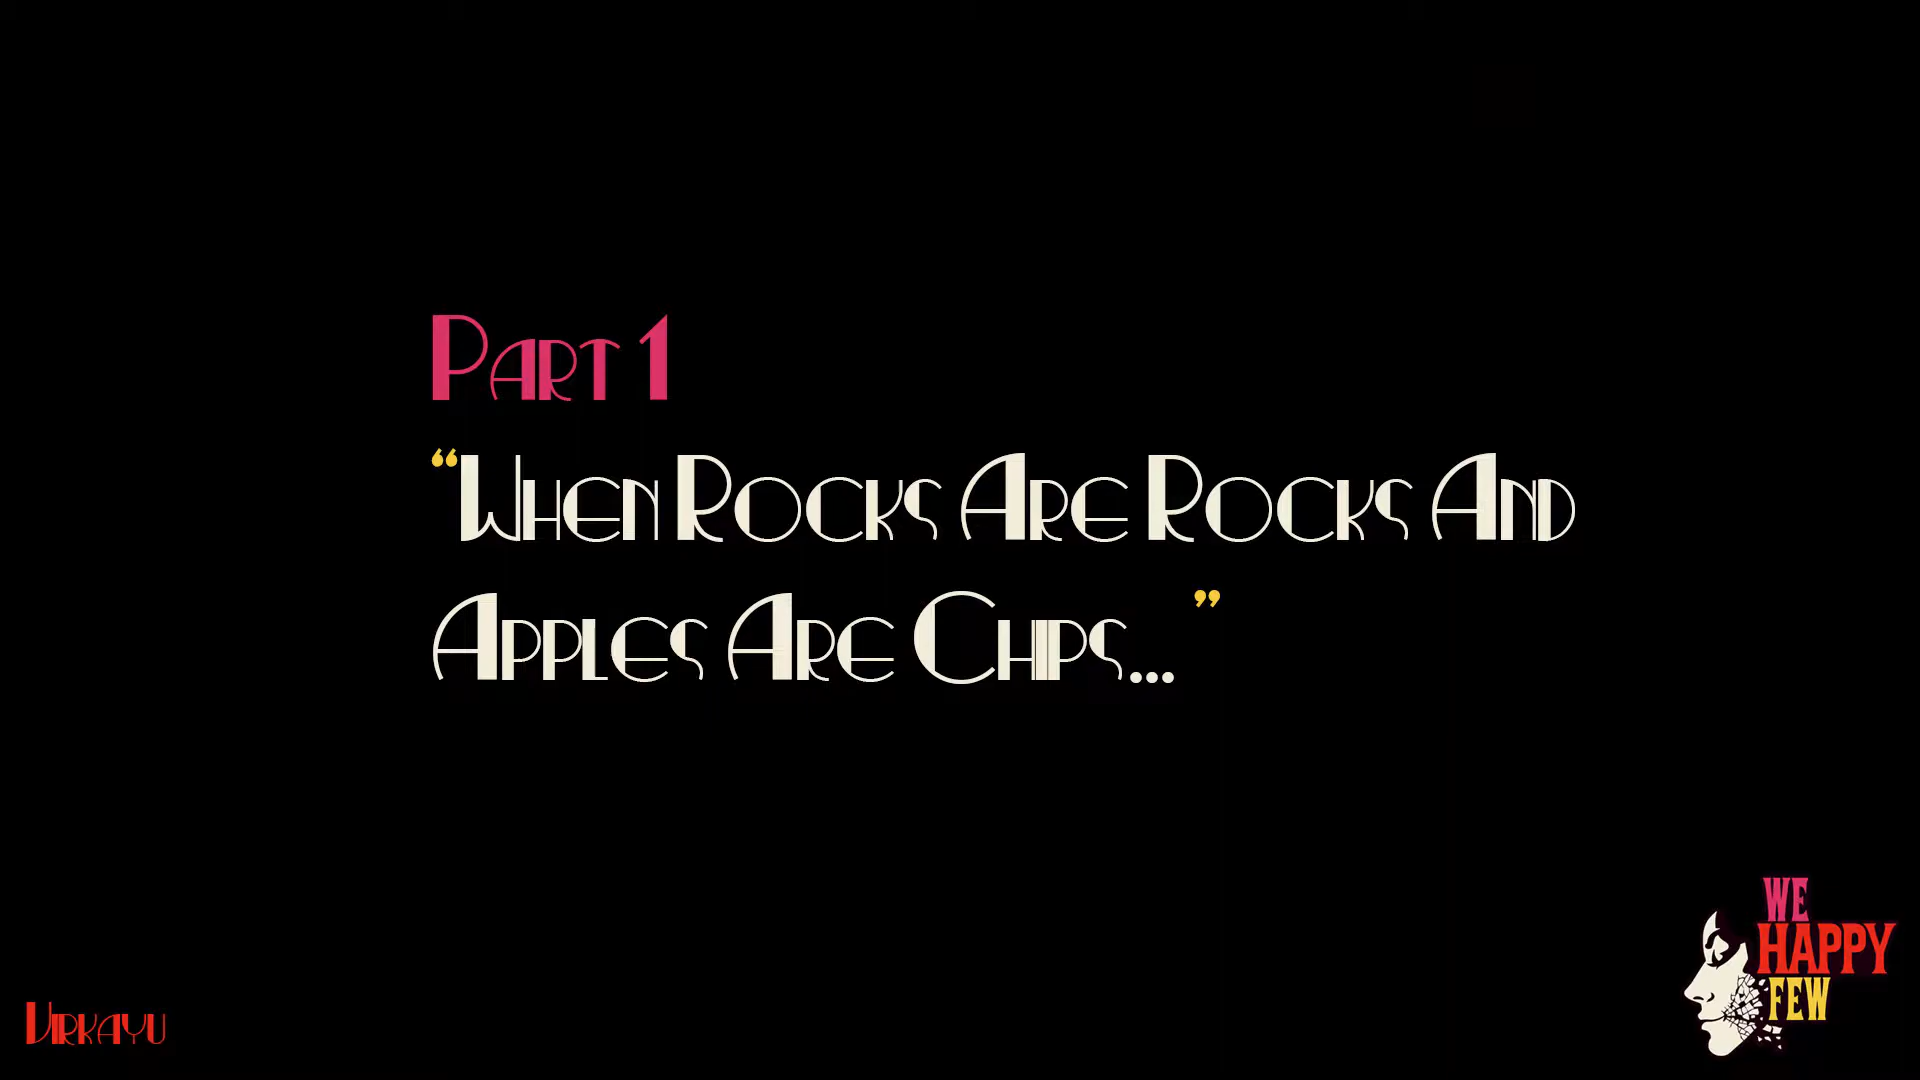 Part 1
“When Rocks Are Rocks And
Apples Are Chips... ”
WE
HAPPY
FEW
Virkayu